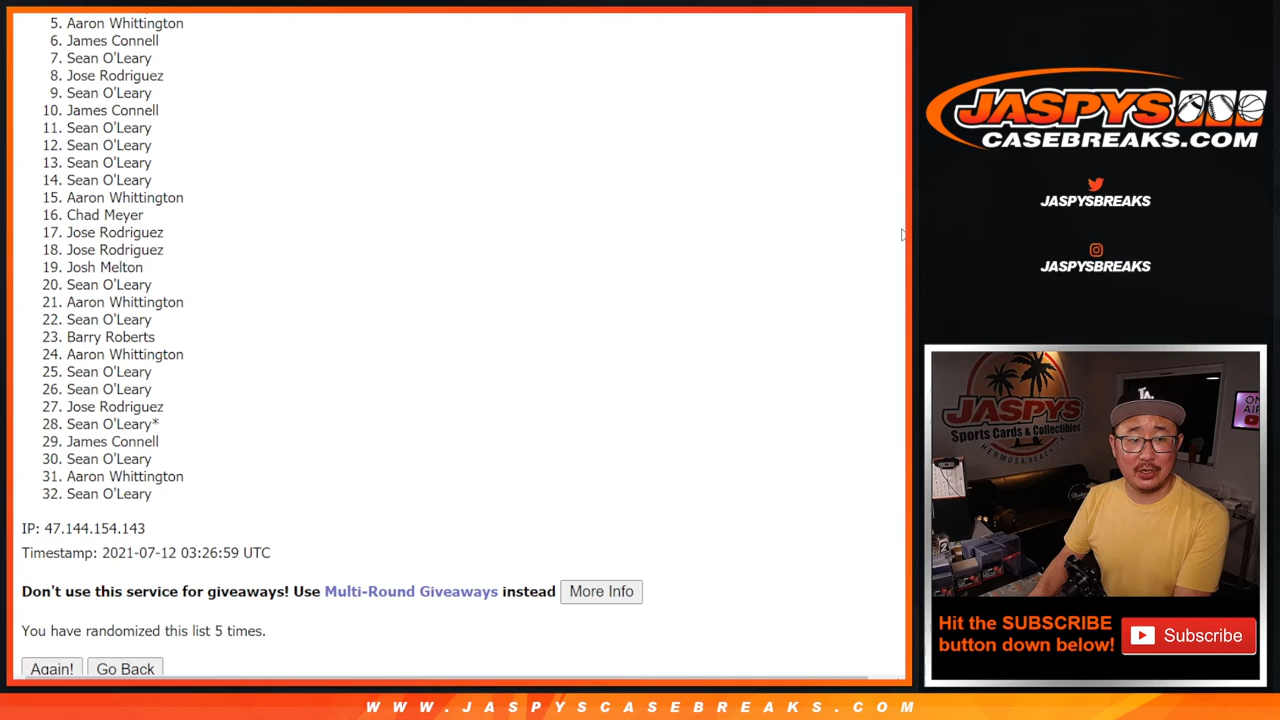 5. Aaron Whittington
6. James Connell
7. Sean O'Leary
8. Jose Rodriguez
9. Sean O'Leary
10. James Connell
11. Sean O'Leary
12. Sean O'Leary
13. Sean O'Leary
14. Sean O'Leary
15. Aaron Whittington
16. Chad Meyer
17. Jose Rodriguez
18. Jose Rodriguez
19. Josh Melton
20. Sean O'Leary
21. Aaron Whittington
22. Sean O'Leary
23. Barry Roberts
24. Aaron Whittington
25. Sean O'Leary
26. Sean O'Leary
27. Jose Rodriguez
28. Sean O'Leary*
29. James Connell
30. Sean O'Leary
31. Aaron Whittington
32. Sean O'Leary
IP: 47.144.154.143
Timestamp: 2021-07-12 03:26:59 UTC
Don't use this service for giveaways! Use Multi-Round Giveaways instead More Info
You have randomized this list 5 times.
Again! Go Back
JASPYS
CASEBREAKS.COM
JASPYSBREAKS
JASPYSBREAKS
JASPYS
Sports Cards & Collectibles
HERMOSA BEACH
ON
AIR
Hit the SUBSCRIBE
button down below!
Subscribe
WWW.JASPYSCASEBREAKS.COM